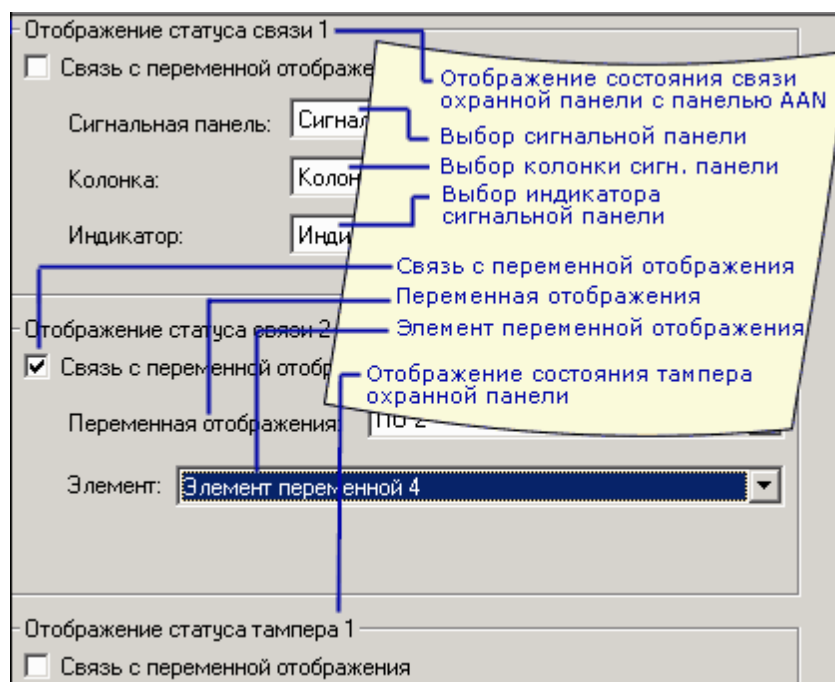 Отображение статуса связи 1
Связь с переменной отображе
Сигнальная панель: Сигнал
Колонка: Колон
Индикатор: Инди
Отображение состояния связи
охранной панели с панелью AAN
Выбор сигнальной панели
Выбор колонки сигн. панели
Выбор индикатора
сигнальной панели
Связь с переменной отображения
Переменная отображения
Элемент переменной отображения
Отображение состояния тампера
охранной панели
Отображение статуса связи 2
Связь с переменной отобр
Переменная отображения: ПО 2
Элемент: Элемент переменной 4
Отображение статуса тампера 1
Связь с переменной отображения